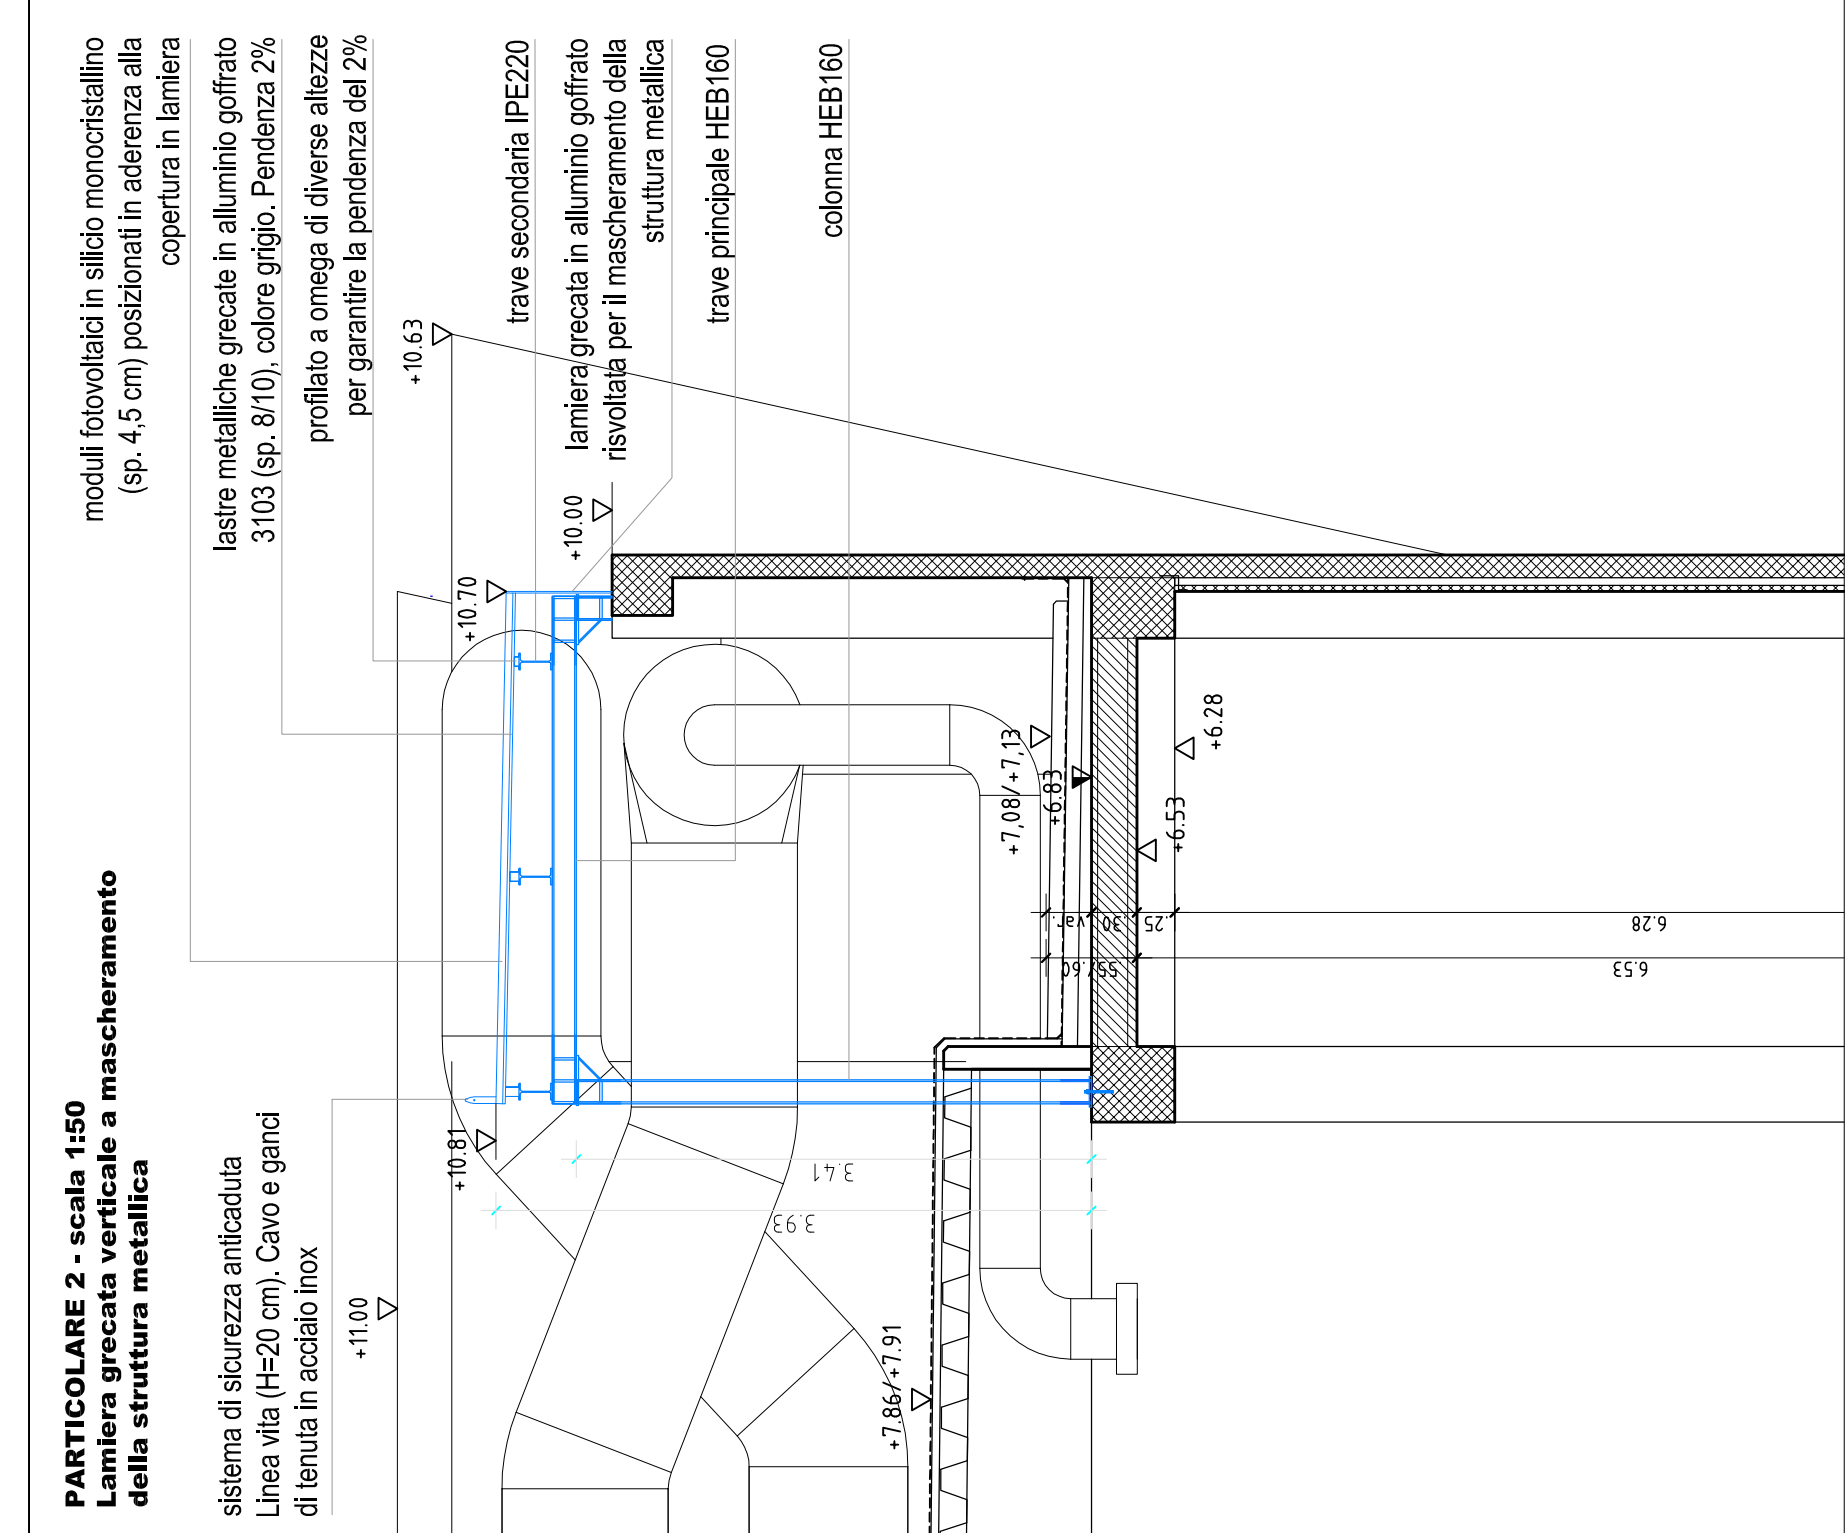 PARTICOLARE 2 - scala 1:50
Lamiera grecata verticale a mascheramento
della struttura metallica
moduli fotovoltaici in silicio monocristallino
(sp. 4,5 cm) posizionati in aderenza alla
copertura in lamiera
lastre metalliche grecate in alluminio goffrato
3103 (sp. 8/10), colore grigio. Pendenza 2%
profilato a omega di diverse altezze
per garantire la pendenza del 2%
trave secondaria IPE220
lamiera grecata in alluminio goffrato
risvoltata per il mascheramento della
struttura metallica
trave principale HEB160
colonna HEB160
sistema di sicurezza anticaduta
Linea vita (H=20 cm). Cavo e ganci
di tenuta in acciaio inox
+10.63
+10.00
+10.70
+10.81
+11.00
+7,08/+7,13
+6.83
+6.28
+6.53
+7.86/+7.91
var.
.30
.25
6.28
.55/.60
6.53
3.41
3.93